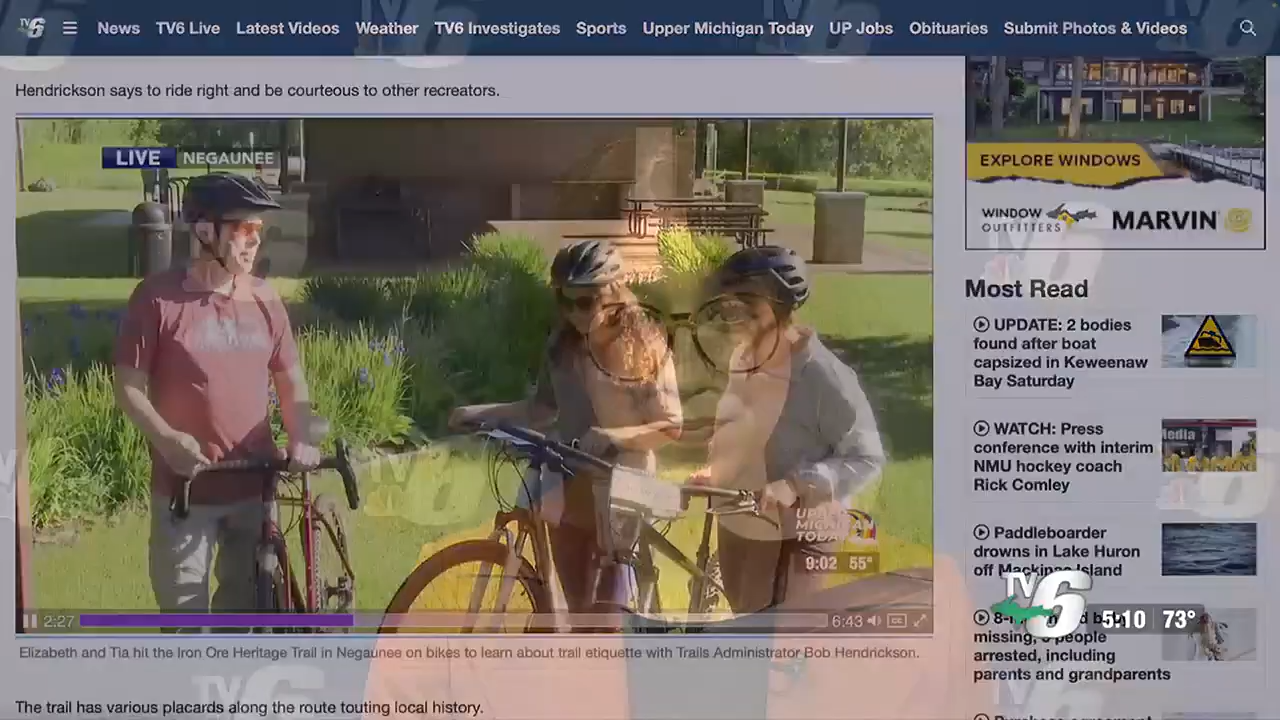 TV6
News
TV6 Live
Latest Videos
Weather
TV6 Investigates
Sports
Upper Michigan Today
UP Jobs
Obituaries
Submit Photos & Videos
Hendrickson says to ride right and be courteous to other recreators.
LIVE NEGAUNEE
UPPER
MICHIGAN
TODAY
9:02 55°
2:27
6:43
CC
Elizabeth and Tia hit the Iron Ore Heritage Trail in Negaunee on bikes to learn about trail etiquette with Trails Administrator Bob Hendrickson.
The trail has various placards along the route touting local history.
EXPLORE WINDOWS
WINDOW
OUTFITTERS
MARVIN
Most Read
UPDATE: 2 bodies
found after boat
capsized in Keweenaw
Bay Saturday
WATCH: Press
conference with interim
NMU hockey coach
Rick Comley
Paddleboarder
drowns in Lake Huron
off Mackinac Island
missing, people
arrested, including
parents and grandparents
TV6
5:10 73°